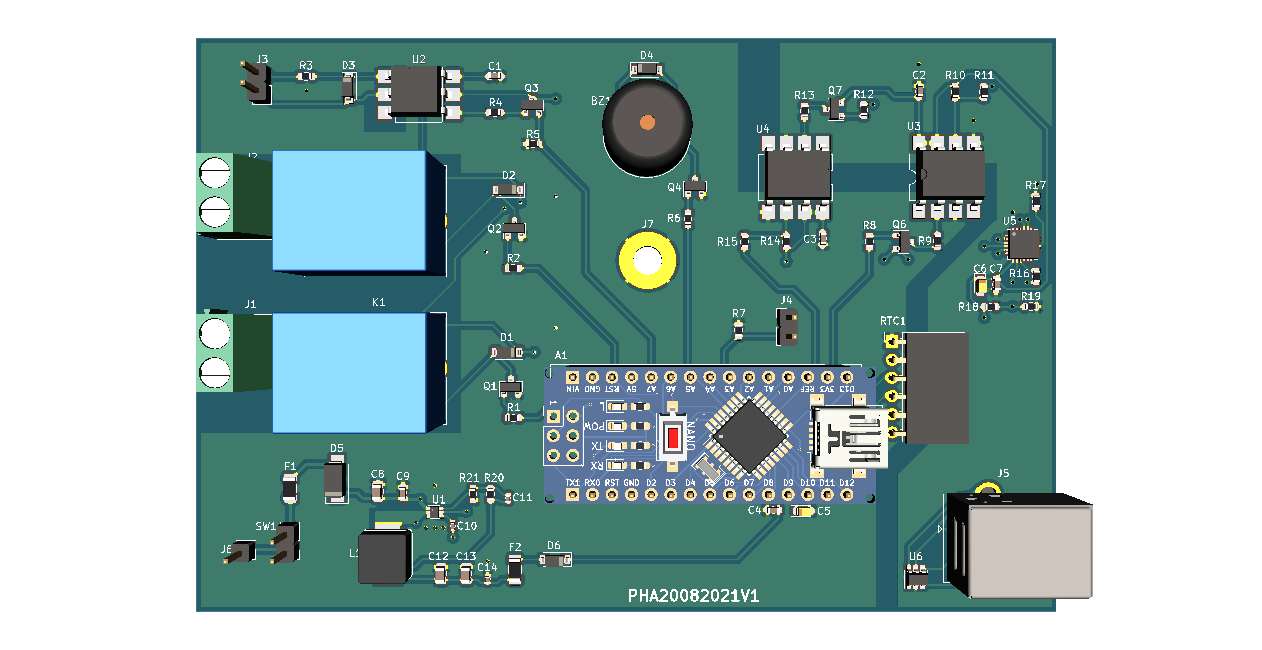 J3
R3
D3
U2
C1
R4
Q3
R5
D4
R13
Q7
R12
C2
R10
R11
U4
U3
D2
Q4
R6
R17
Q2
J7
R15
R14
C3
R8
Q6
R9
U5
R2
C6
C7
R16
J1
K1
R18
R19
R7
J4
RTC1
D1
A1
VIN
GND
RST
5V
A7
A6
A5
A4
A3
A2
A1
A0
REF
3V3
D13
Q1
R1
1
L
POW
TX
RX
NANO
TX1
RX0
RST
GND
D2
D3
D4
D5
D6
D7
D8
D9
D10
D11
D12
D5
F1
C8
C9
R21
R20
C11
U1
C10
C4
C5
J5
SW1
C12
C13
C14
F2
D6
U6
PHA20082021V1